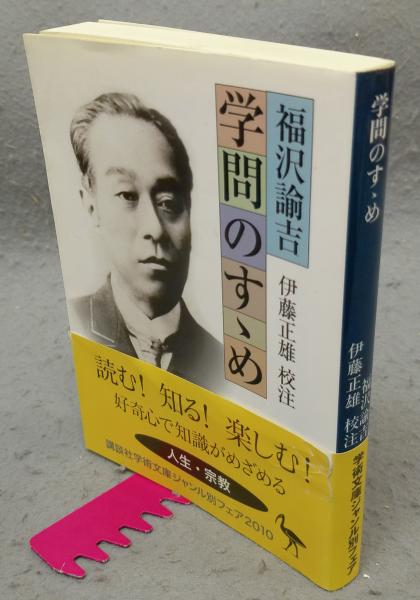 福沢諭吉
学問のすゝめ
伊藤正雄 校注
読む! 知る! 楽しむ!
好奇心で知識がめざめる
人生・宗教
講談社学術文庫ジャンル別フェア2010
学問のすゝめ
福沢諭吉
伊藤正雄 校注
学術文庫ジャンル別フェア